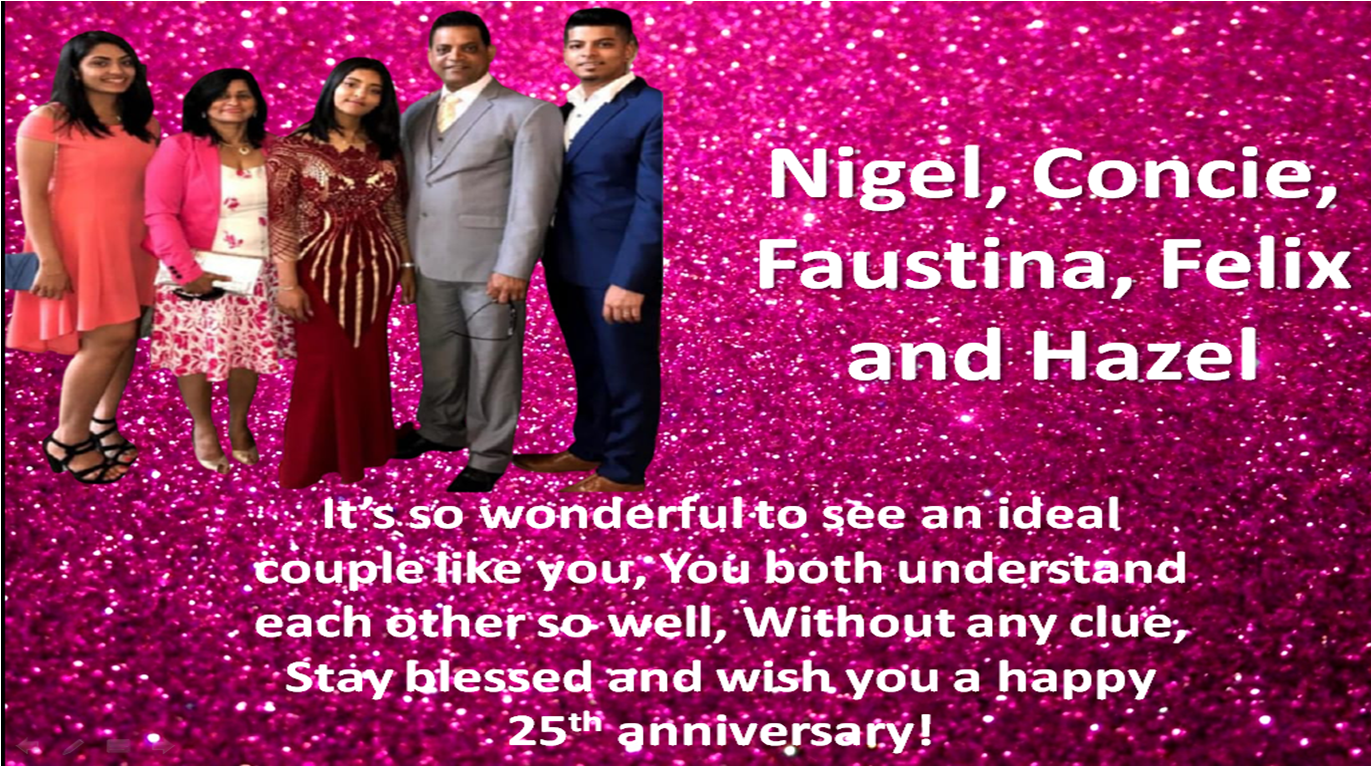 Nigel, Concie,
Faustina, Felix
and Hazel
It’s so wonderful to see an ideal
couple like you, You both understand
each other so well, Without any clue,
Stay blessed and wish you a happy
25th anniversary!